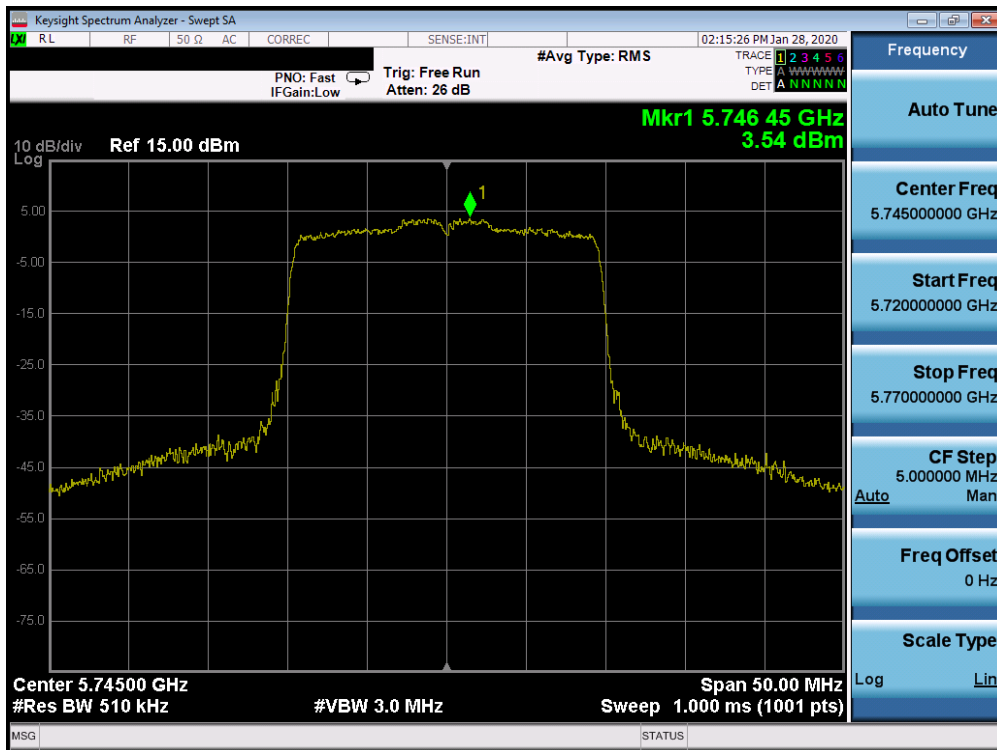 Keysight Spectrum Analyzer - Swept SA
LXI RL RF 50 Ω AC CORREC SENSE:INT 02:15:26 PM Jan 28, 2020
#Avg Type: RMS
TRACE 1 2 3 4 5 6
PNO: Fast Trig: Free Run
TYPE A WWWWW
IFGain:Low Atten: 26 dB
DET A N N N N N
Mkr1 5.746 45 GHz
3.54 dBm
10 dB/div Ref 15.00 dBm
Log
1
5.00
-5.00
-15.0
-25.0
-35.0
-45.0
-55.0
-65.0
-75.0
Center 5.74500 GHz Span 50.00 MHz
#Res BW 510 kHz #VBW 3.0 MHz Sweep 1.000 ms (1001 pts)
MSG STATUS
Frequency
Auto Tune
Center Freq
5.745000000 GHz
Start Freq
5.720000000 GHz
Stop Freq
5.770000000 GHz
CF Step
5.000000 MHz
Auto Man
Freq Offset
0 Hz
Scale Type
Log Lin